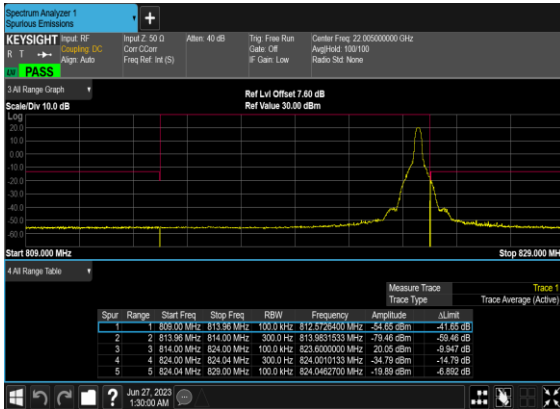 Spectrum Analyzer 1
Spurious Emissions
+
KEYSIGHT Input: RF Input Z: 50 Ω Atten: 40 dB Trig: Free Run Center Freq: 22.005000000 GHz
R T Coupling: DC Corr CCorr Gate: Off Avg|Hold: 100/100
Align: Auto Freq Ref: Int (S) IF Gain: Low Radio Std: None
PASS
3 All Range Graph
Ref Lvl Offset 7.60 dB
Scale/Div 10.0 dB Ref Value 30.00 dBm
Log
20.0
10.0
0.00
-10.0
-20.0
-30.0
-40.0
-50.0
-60.0
Start 809.000 MHz Stop 829.000 MH
4 All Range Table
Measure Trace Trace 1
Trace Type Trace Average (Active)
Spur Range Start Freq Stop Freq RBW Frequency Amplitude ΔLimit
1 1 809.00 MHz 813.96 MHz 100.0 kHz 812.5726400 MHz -54.65 dBm -41.65 dB
2 2 813.96 MHz 814.00 MHz 300.0 Hz 813.9831533 MHz -79.46 dBm -59.46 dB
3 3 814.00 MHz 824.00 MHz 100.0 kHz 823.6000000 MHz 20.05 dBm -9.947 dB
4 4 824.00 MHz 824.04 MHz 300.0 Hz 824.0010133 MHz -34.79 dBm -14.79 dB
5 5 824.04 MHz 829.00 MHz 100.0 kHz 824.0462700 MHz -19.89 dBm -6.892 dB
? Jun 27, 2023
1:30:00 AM